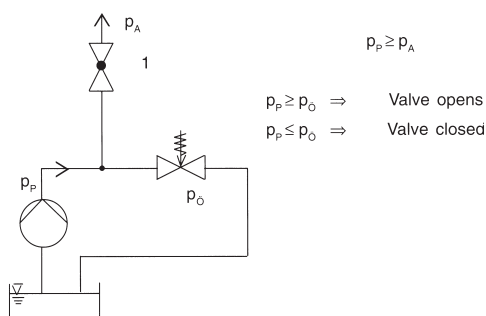 p_A
1
p_P ≥ p_A
p_P ≥ p_Ö ⇒ Valve opens
p_P ≤ p_Ö ⇒ Valve closed
p_P
p_Ö